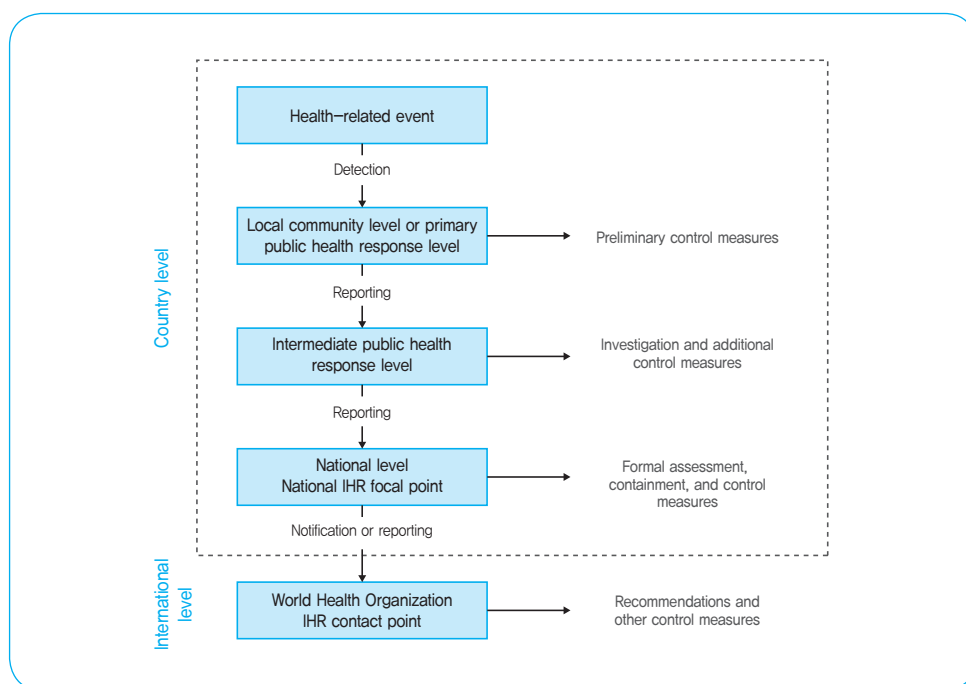 Health-related event
Detection
Local community level or primary
public health response level
Preliminary control measures
Reporting
Country level
Intermediate public health
response level
Investigation and additional
control measures
Reporting
National level
National IHR focal point
Formal assessment,
containment, and control
measures
Notification or reporting
International
level
World Health Organization
IHR contact point
Recommendations and
other control measures